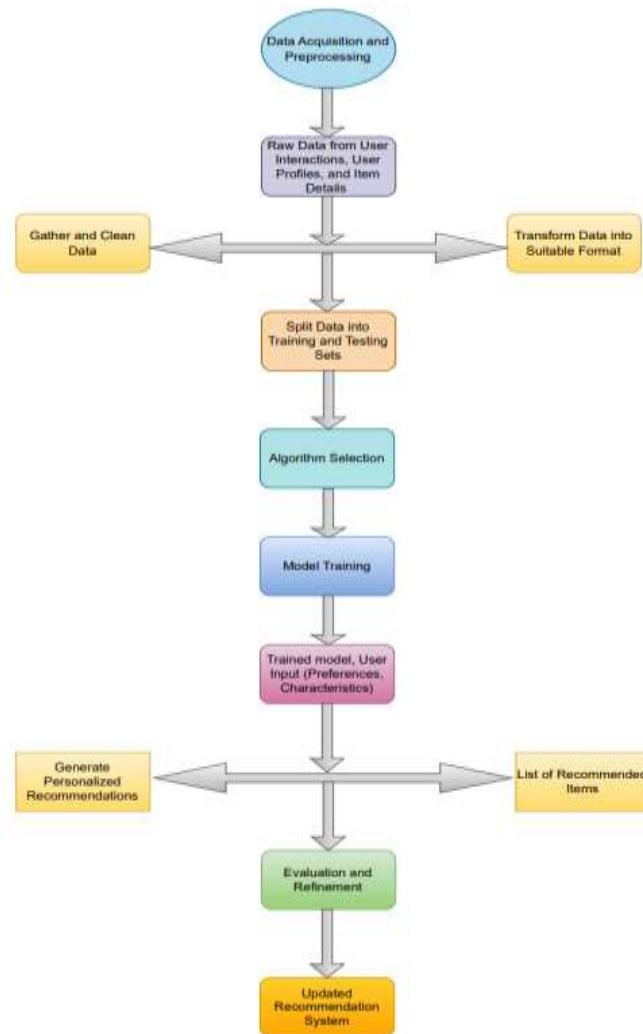 Data Acquisition and
Preprocessing
Raw Data from User
Interactions, User
Profiles, and Item
Details
Gather and Clean
Data
Transform Data into
Suitable Format
Split Data into
Training and Testing
Sets
Algorithm Selection
Model Training
Trained model, User
Input (Preferences,
Characteristics)
Generate
Personalized
Recommendations
List of Recommended
Items
Evaluation and
Refinement
Updated
Recommendation
System